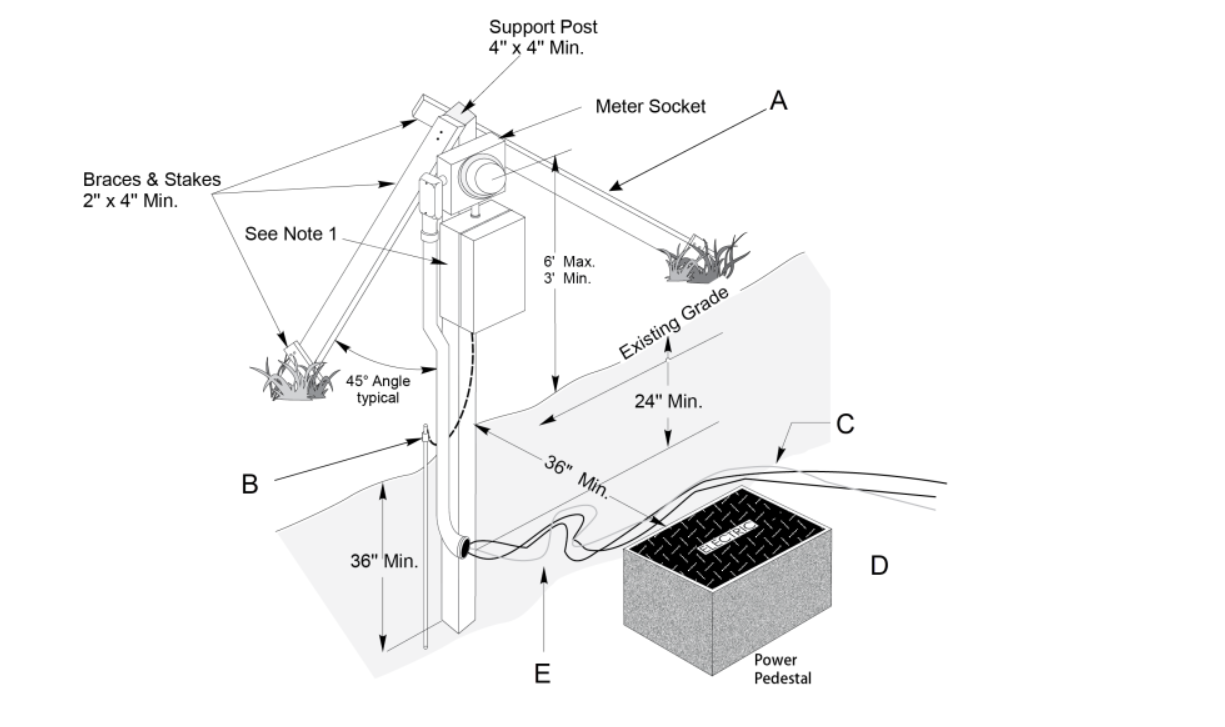 Support Post
4" x 4" Min.
Meter Socket
A
Braces & Stakes
2" x 4" Min.
See Note 1
6' Max.
3' Min.
Existing Grade
45° Angle
typical
24" Min.
C
B
36" Min.
36" Min.
ELECTRIC
D
E
Power
Pedestal